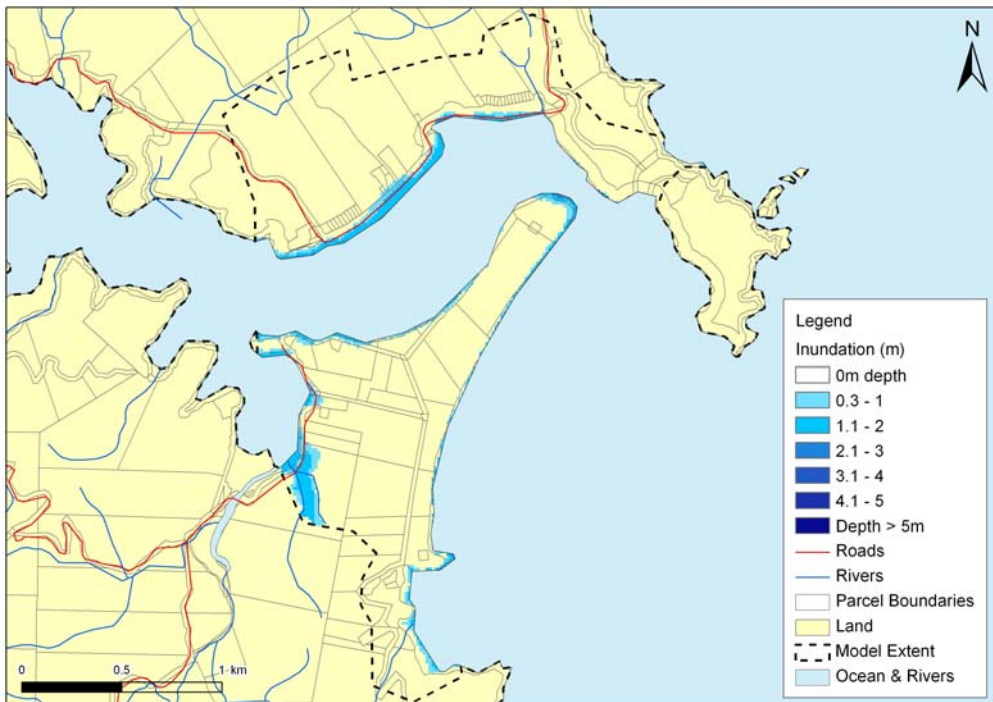 N
Legend
Inundation (m)
0m depth
0.3 - 1
1.1 - 2
2.1 - 3
3.1 - 4
4.1 - 5
Depth > 5m
Roads
Rivers
Parcel Boundaries
Land
Model Extent
Ocean & Rivers
0 0.5 1 km